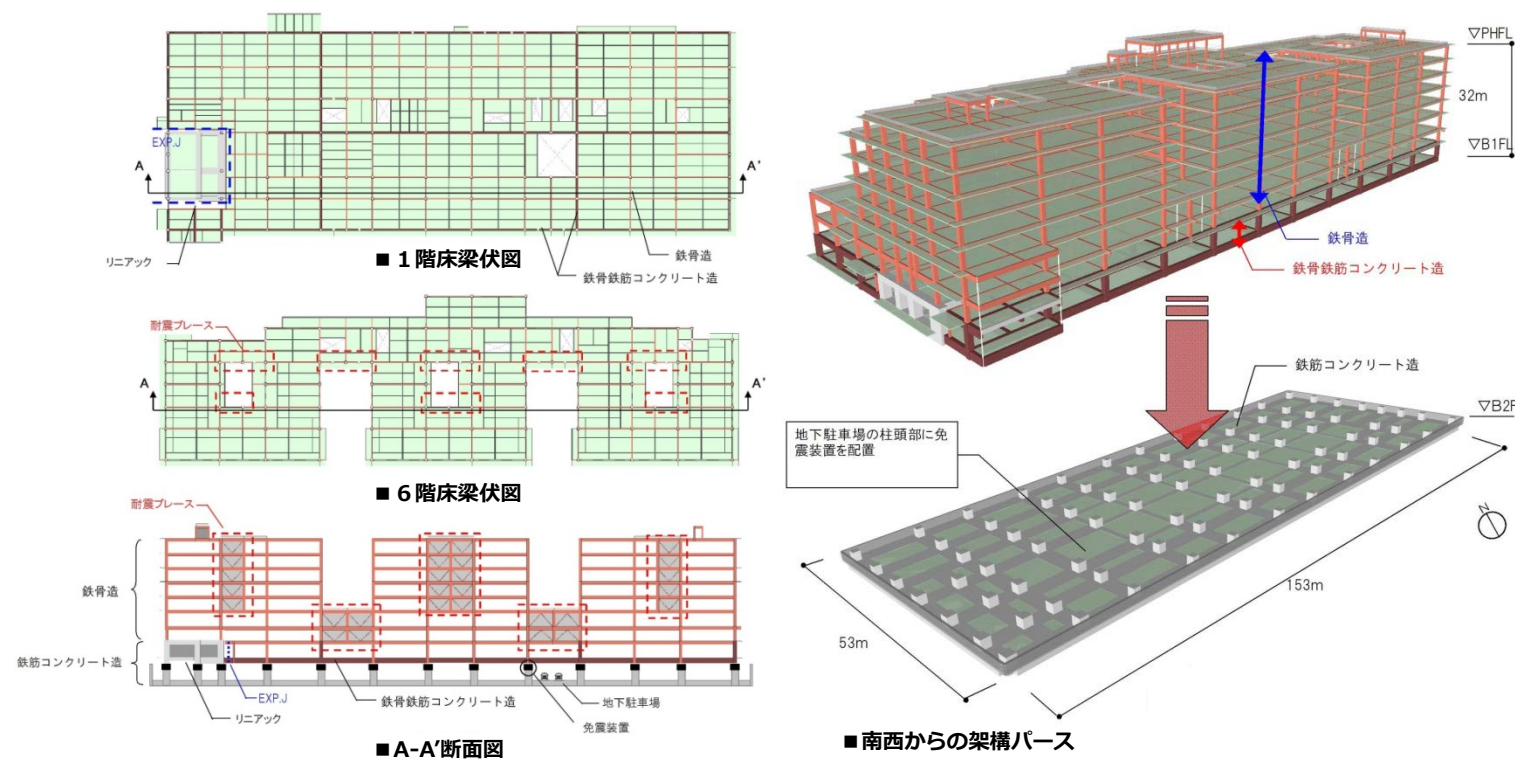 EXP.J
A
A'
リニアック
■１階床梁伏図
鉄骨造
鉄骨鉄筋コンクリート造
耐震ブレース
A
A'
■６階床梁伏図
耐震ブレース
鉄骨造
鉄筋コンクリート造
EXP.J
リニアック
鉄骨鉄筋コンクリート造
地下駐車場
免震装置
■A-A’断面図
▽PHFL
32m
▽B1FL
鉄骨造
鉄骨鉄筋コンクリート造
鉄筋コンクリート造
▽B2F
地下駐車場の柱頭部に免
震装置を配置
N
153m
53m
■南西からの架構パース